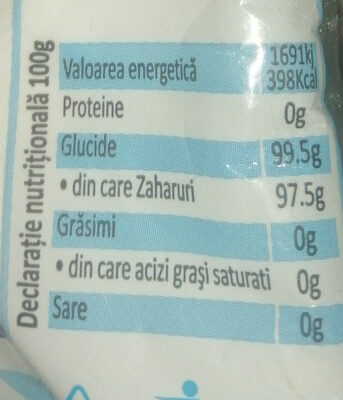 Declarație nutrițională 100g
Valoarea energetică 1691kj
398Kcal
Proteine 0g
Glucide 99.5g
• din care Zaharuri 97.5g
Grăsimi 0g
• din care acizi grași saturati 0g
Sare 0g